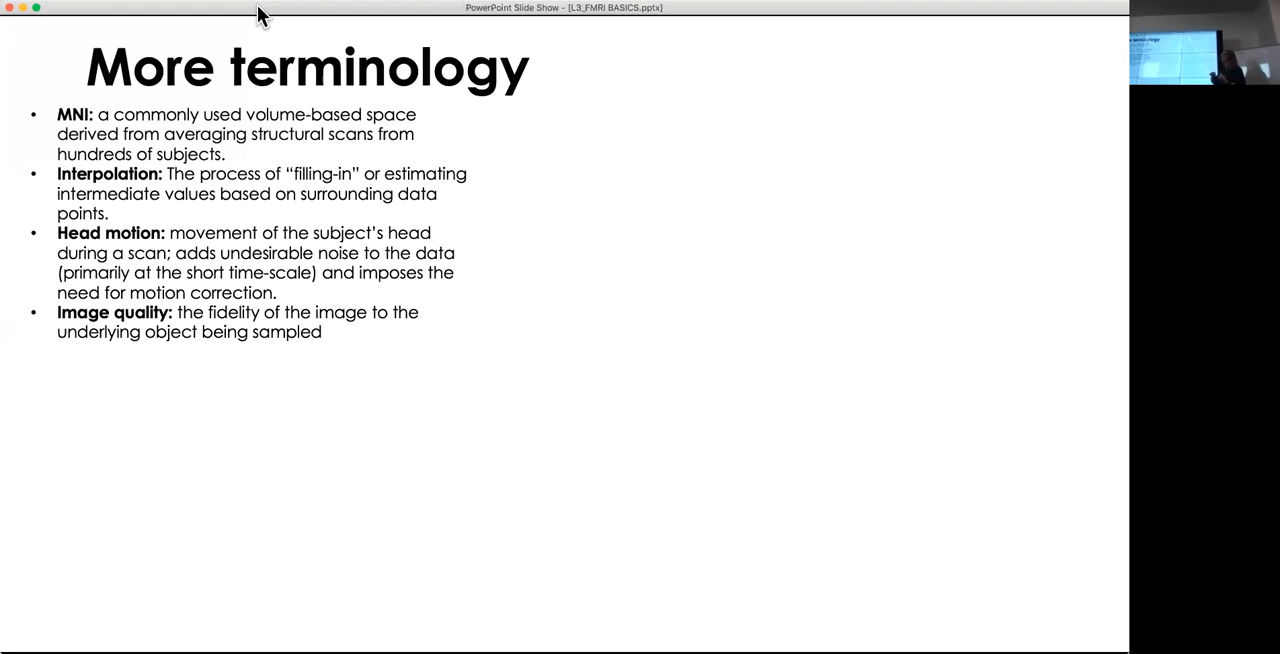 PowerPoint Slide Show - [L3_FMRI BASICS.pptx]
More terminology
• MNI: a commonly used volume-based space
derived from averaging structural scans from
hundreds of subjects.
• Interpolation: The process of “filling-in” or estimating
intermediate values based on surrounding data
points.
• Head motion: movement of the subject’s head
during a scan; adds undesirable noise to the data
(primarily at the short time-scale) and imposes the
need for motion correction.
• Image quality: the fidelity of the image to the
underlying object being sampled